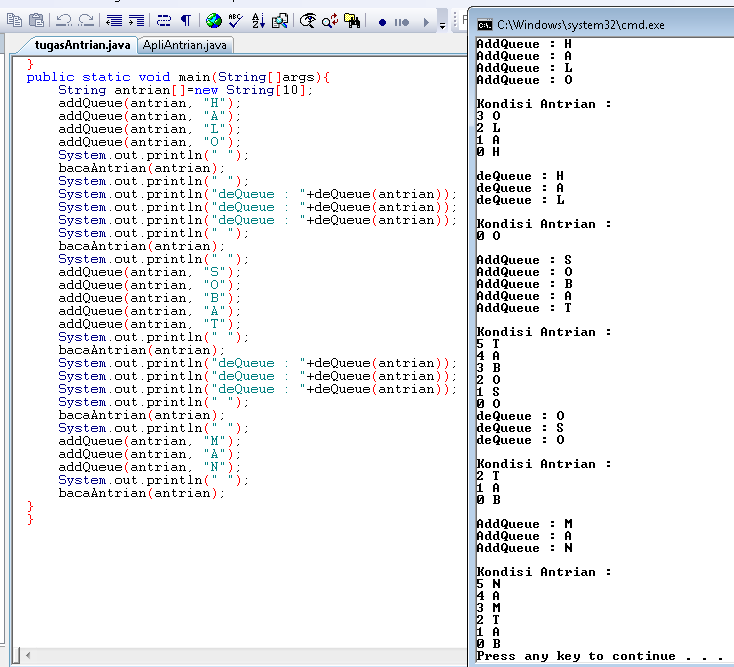 tugasAntrian.java
ApliAntrian.java
}
public static void main(String[]args){
String antrian[]=new String[10];
addQueue(antrian, "H");
addQueue(antrian, "A");
addQueue(antrian, "L");
addQueue(antrian, "O");
System.out.println(" ");
bacaAntrian(antrian);
System.out.println(" ");
System.out.println("deQueue : "+deQueue(antrian));
System.out.println("deQueue : "+deQueue(antrian));
System.out.println("deQueue : "+deQueue(antrian));
System.out.println(" ");
bacaAntrian(antrian);
System.out.println(" ");
addQueue(antrian, "S");
addQueue(antrian, "O");
addQueue(antrian, "B");
addQueue(antrian, "A");
addQueue(antrian, "T");
System.out.println(" ");
bacaAntrian(antrian);
System.out.println("deQueue : "+deQueue(antrian));
System.out.println("deQueue : "+deQueue(antrian));
System.out.println("deQueue : "+deQueue(antrian));
System.out.println(" ");
bacaAntrian(antrian);
System.out.println(" ");
addQueue(antrian, "M");
addQueue(antrian, "A");
addQueue(antrian, "N");
System.out.println(" ");
bacaAntrian(antrian);
}
}
C:\Windows\system32\cmd.exe
AddQueue : H
AddQueue : A
AddQueue : L
AddQueue : O
Kondisi Antrian :
3 O
2 L
1 A
0 H
deQueue : H
deQueue : A
deQueue : L
Kondisi Antrian :
0 O
AddQueue : S
AddQueue : O
AddQueue : B
AddQueue : A
AddQueue : T
Kondisi Antrian :
5 T
4 A
3 B
2 O
1 S
0 O
deQueue : O
deQueue : S
deQueue : O
Kondisi Antrian :
2 T
1 A
0 B
AddQueue : M
AddQueue : A
AddQueue : N
Kondisi Antrian :
5 N
4 A
3 M
2 T
1 A
0 B
Press any key to continue . . .